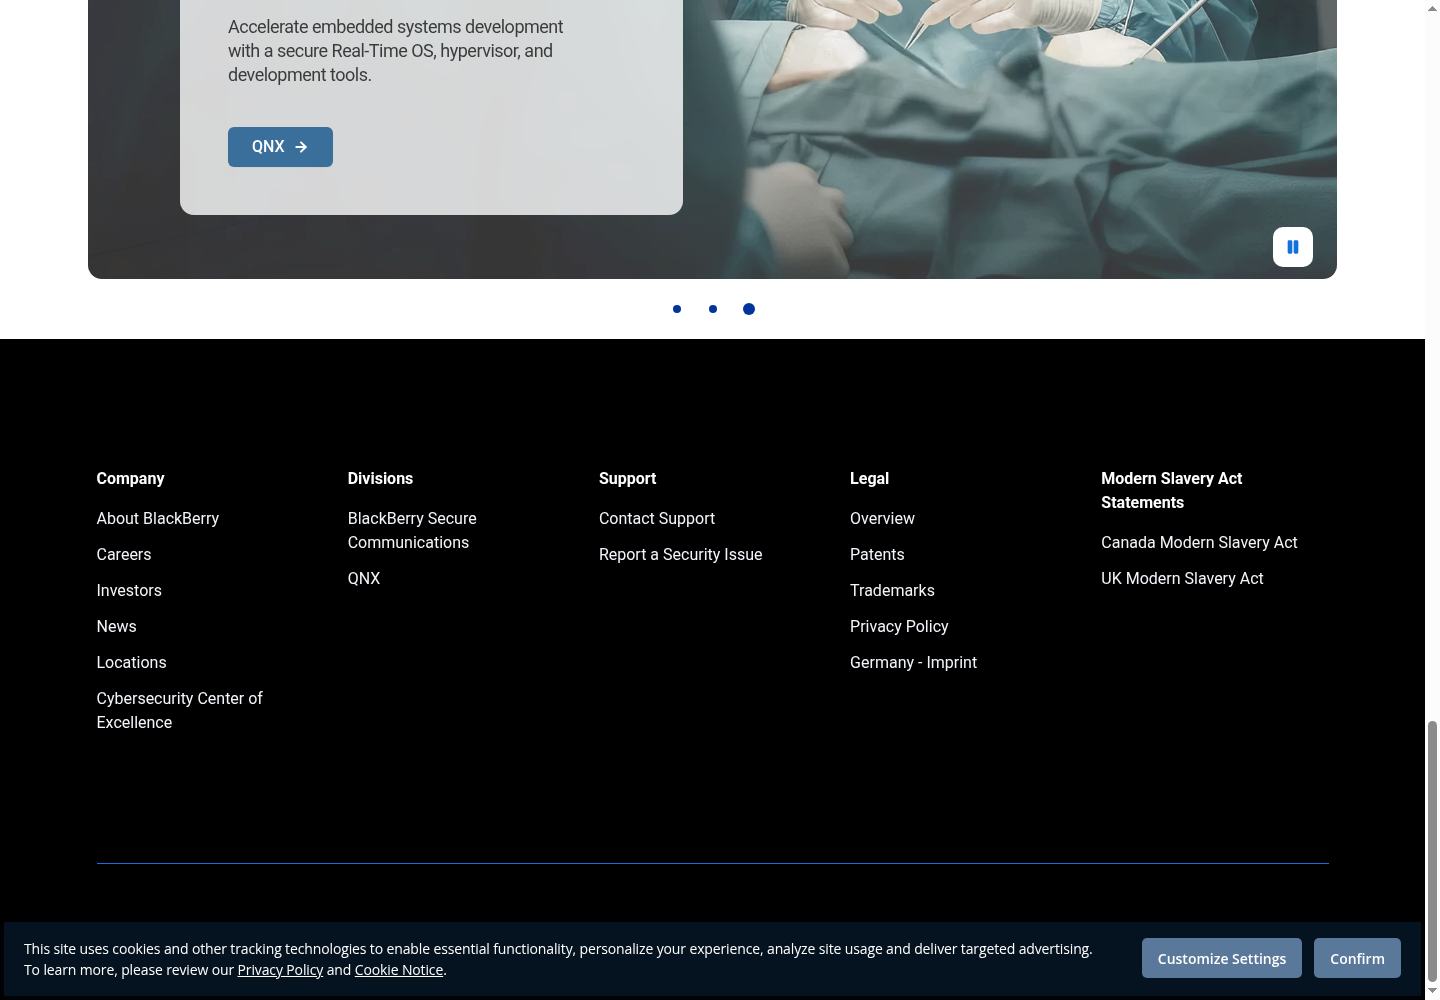 Accelerate embedded systems development
with a secure Real-Time OS, hypervisor, and
development tools.
QNX
Company
About BlackBerry
Careers
Investors
News
Locations
Cybersecurity Center of
Excellence
Divisions
BlackBerry Secure
Communications
QNX
Support
Contact Support
Report a Security Issue
Legal
Overview
Patents
Trademarks
Privacy Policy
Germany - Imprint
Modern Slavery Act
Statements
Canada Modern Slavery Act
UK Modern Slavery Act
This site uses cookies and other tracking technologies to enable essential functionality, personalize your experience, analyze site usage and deliver targeted advertising.
To learn more, please review our Privacy Policy and Cookie Notice.
Customize Settings
Confirm